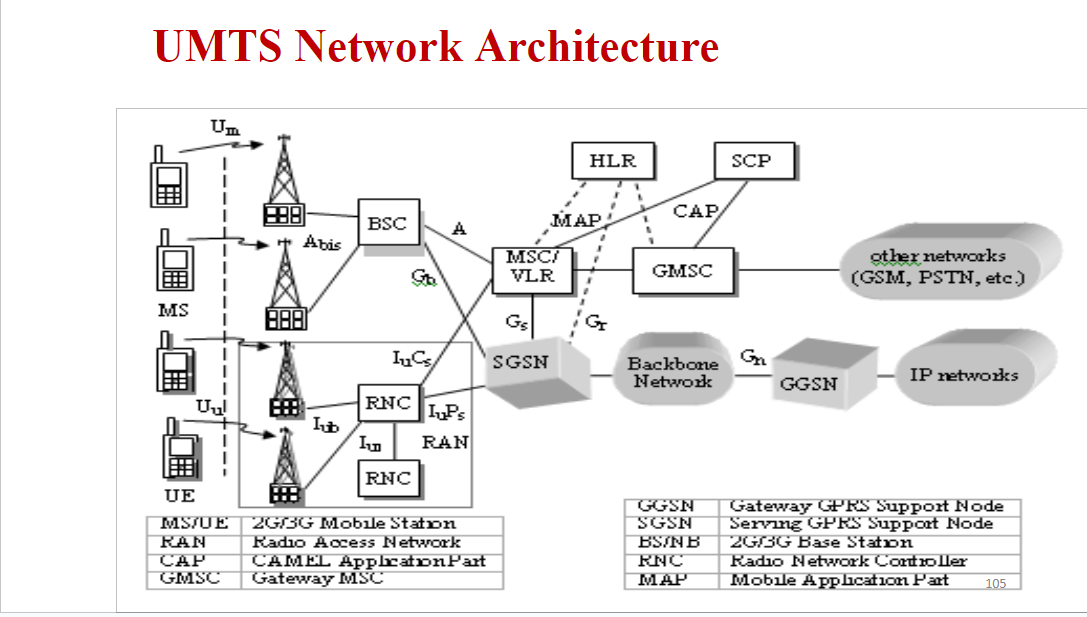 UMTS Network Architecture
Um
HLR
SCP
BSC
A
MAP
CAP
Abis
MSC/
VLR
GMSC
other networks
(GSM, PSTN, etc.)
Gb
MS
Gs
Gr
IuCs
SGSN
Backbone
Network
Gn
GGSN
IP networks
Uu
RNC
IuPs
Iub
Iur
RAN
RNC
UE
MS/UE 2G/3G Mobile Station
RAN Radio Access Network
CAP CAMEL Application Part
GMSC Gateway MSC
GGSN Gateway GPRS Support Node
SGSN Serving GPRS Support Node
BS/NB 2G/3G Base Station
RNC Radio Network Controller
MAP Mobile Application Part
105